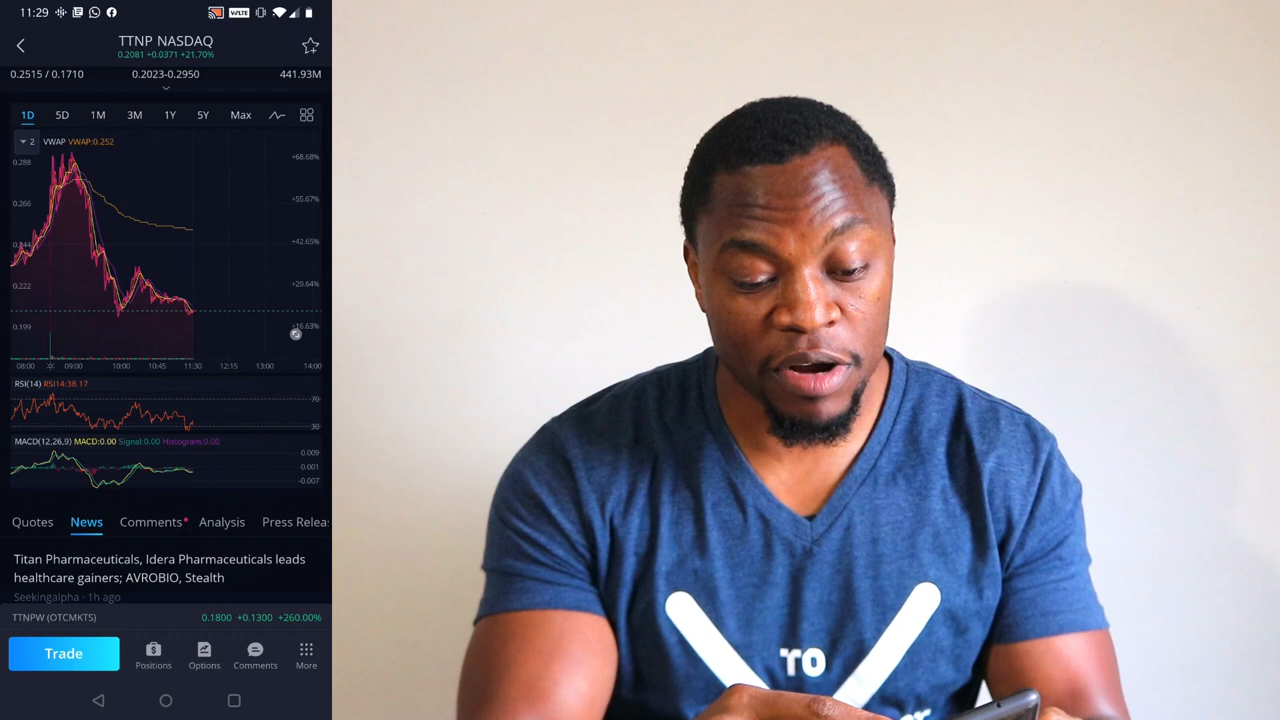 11:29
VoLTE
TTNP NASDAQ
0.2081 +0.0371 +21.70%
0.2515 / 0.1710 0.2023-0.2950 441.93M
1D 5D 1M 3M 1Y 5Y Max
2 VWAP VWAP:0.252
0.288 +68.68%
+55.67%
0.266
0.244 +42.65%
0.222 +29.64%
0.199 +16.63%
08:00 09:00 10:00 10:45 11:30 12:15 13:00 14:00
RSI(14) RSI14:38.17
70
30
MACD(12,26,9) MACD:0.00 Signal:0.00 Histogram:0.00
0.009
0.001
-0.007
Quotes News Comments Analysis Press Relea
Titan Pharmaceuticals, Idera Pharmaceuticals leads
healthcare gainers; AVROBIO, Stealth
Seekingalpha · 1h ago
TTNPW (OTCMKTS) 0.1800 +0.1300 +260.00%
Trade Positions Options Comments More
TO